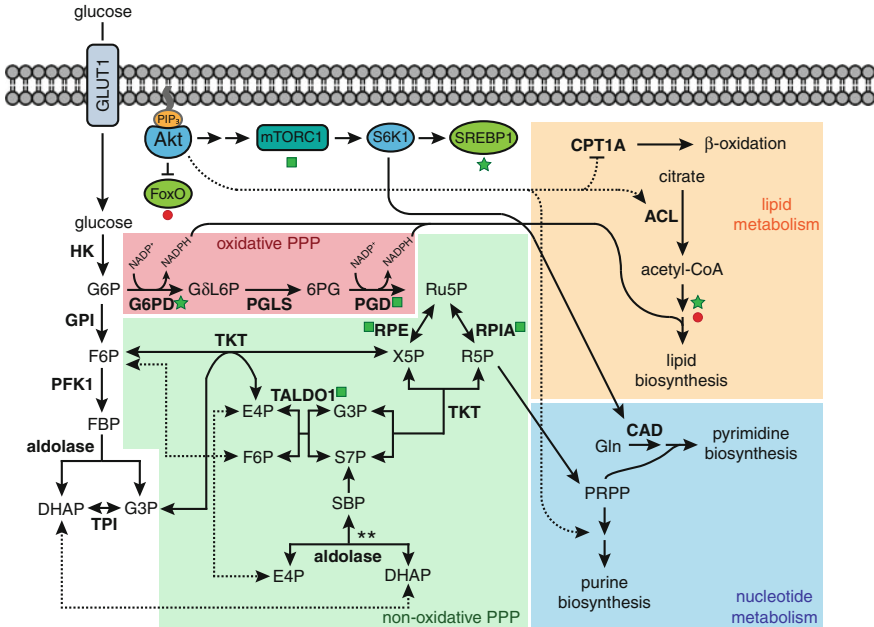 glucose
GLUT1
PIP3
Akt
mTORC1
S6K1
SREBP1
FoxO
CPT1A
β-oxidation
citrate
ACL
lipid
metabolism
acetyl-CoA
lipid
biosynthesis
glucose
HK
oxidative PPP
NADP+
NADPH
NADP+
NADPH
G6P
G6PD
GδL6P
PGLS
6PG
PGD
Ru5P
GPI
RPE
RPIA
F6P
TKT
X5P
R5P
PFK1
TALDO1
E4P
G3P
TKT
FBP
F6P
S7P
aldolase
DHAP
TPI
G3P
SBP
**
aldolase
E4P
DHAP
non-oxidative PPP
CAD
Gln
pyrimidine
biosynthesis
PRPP
purine
biosynthesis
nucleotide
metabolism